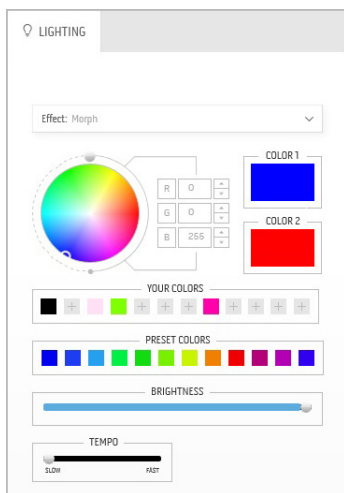 LIGHTING
Effect: Morph
COLOR 1
R 0
G 0
B 255
COLOR 2
YOUR COLORS
PRESET COLORS
BRIGHTNESS
TEMPO
SLOW FAST